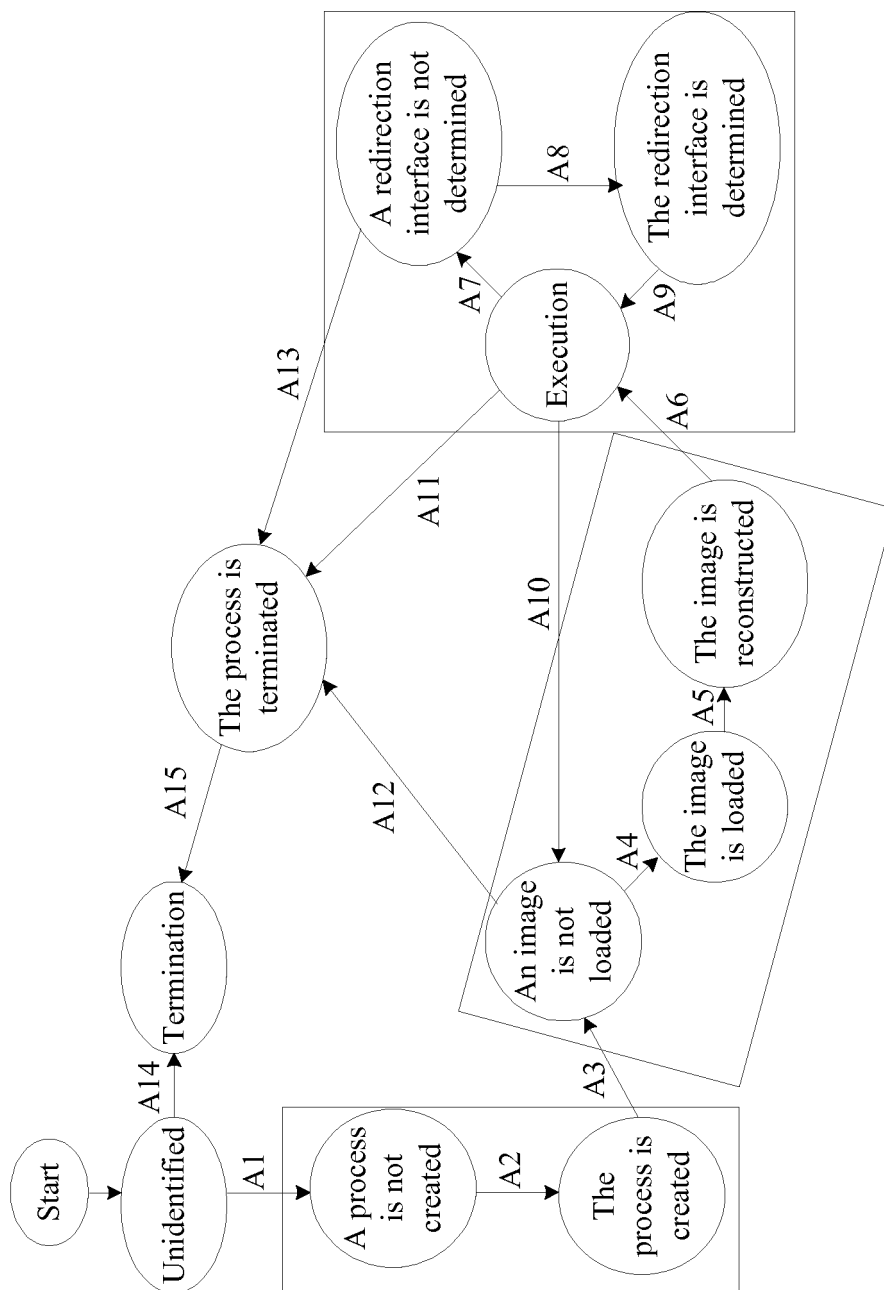 Start
Unidentified
A14
Termination
A15
The process is
terminated
A13
A redirection
interface is not
determined
A1
A process
is not
created
A2
The
process is
created
A3
An image
is not
loaded
A12
A4
The image
is loaded
A5
The image is
reconstructed
A10
A11
A6
Execution
A7
A8
A9
The redirection
interface is
determined